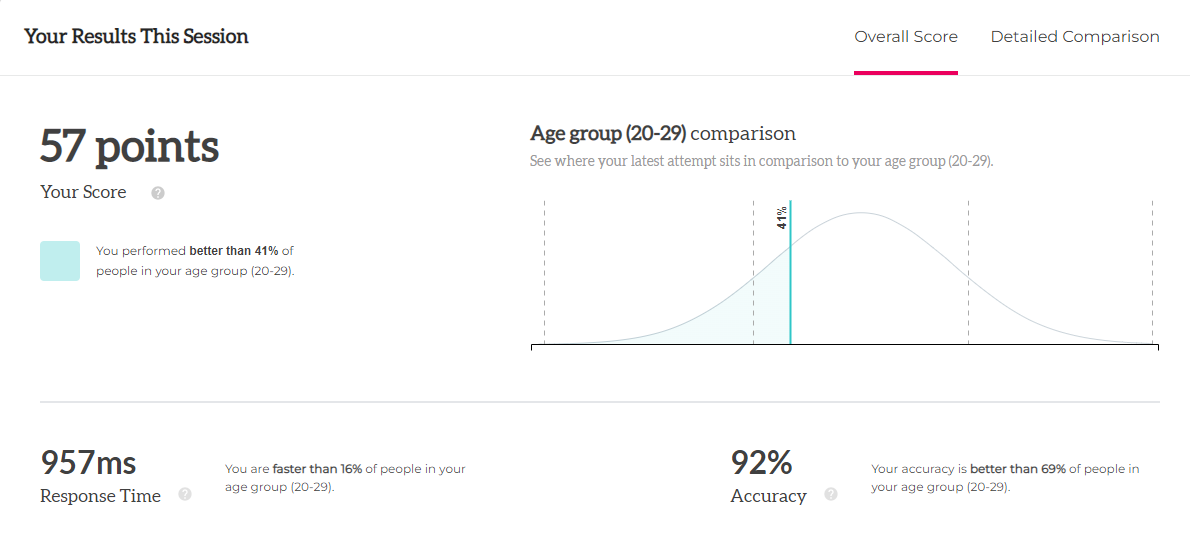 Your Results This Session
Overall Score
Detailed Comparison
57 points
Your Score ?
You performed better than 41% of
people in your age group (20-29).
Age group (20-29) comparison
See where your latest attempt sits in comparison to your age group (20-29).
41%
957ms
Response Time ?
You are faster than 16% of people in your
age group (20-29).
92%
Accuracy ?
Your accuracy is better than 69% of people in
your age group (20-29).